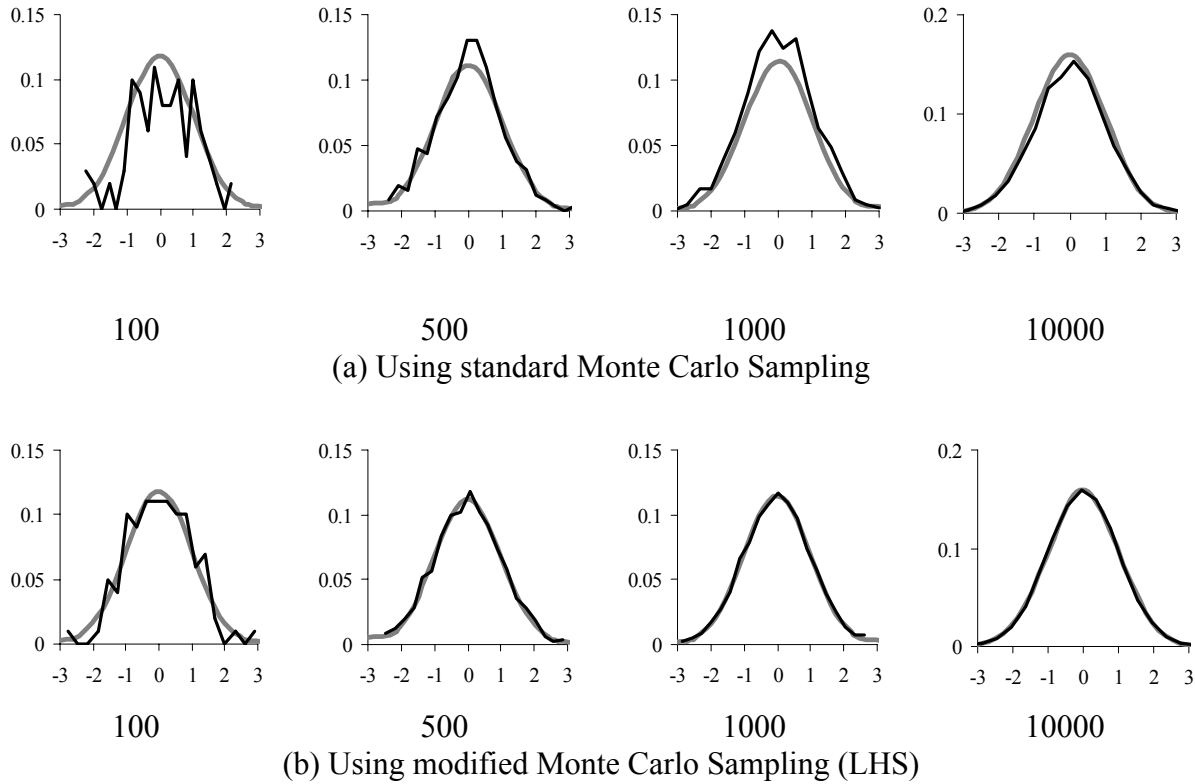 0.15 0.15 0.15 0.2
0.1 0.1 0.1
0.1
0.05 0.05 0.05
0 0 0 0
-3 -2 -1 0 1 2 3 -3 -2 -1 0 1 2 3 -3 -2 -1 0 1 2 3 -3 -2 -1 0 1 2 3
100 500 1000 10000
(a) Using standard Monte Carlo Sampling
0.15 0.15 0.15 0.2
0.1 0.1 0.1
0.1
0.05 0.05 0.05
0 0 0 0
-3 -2 -1 0 1 2 3 -3 -2 -1 0 1 2 3 -3 -2 -1 0 1 2 3 -3 -2 -1 0 1 2 3
100 500 1000 10000
(b) Using modified Monte Carlo Sampling (LHS)